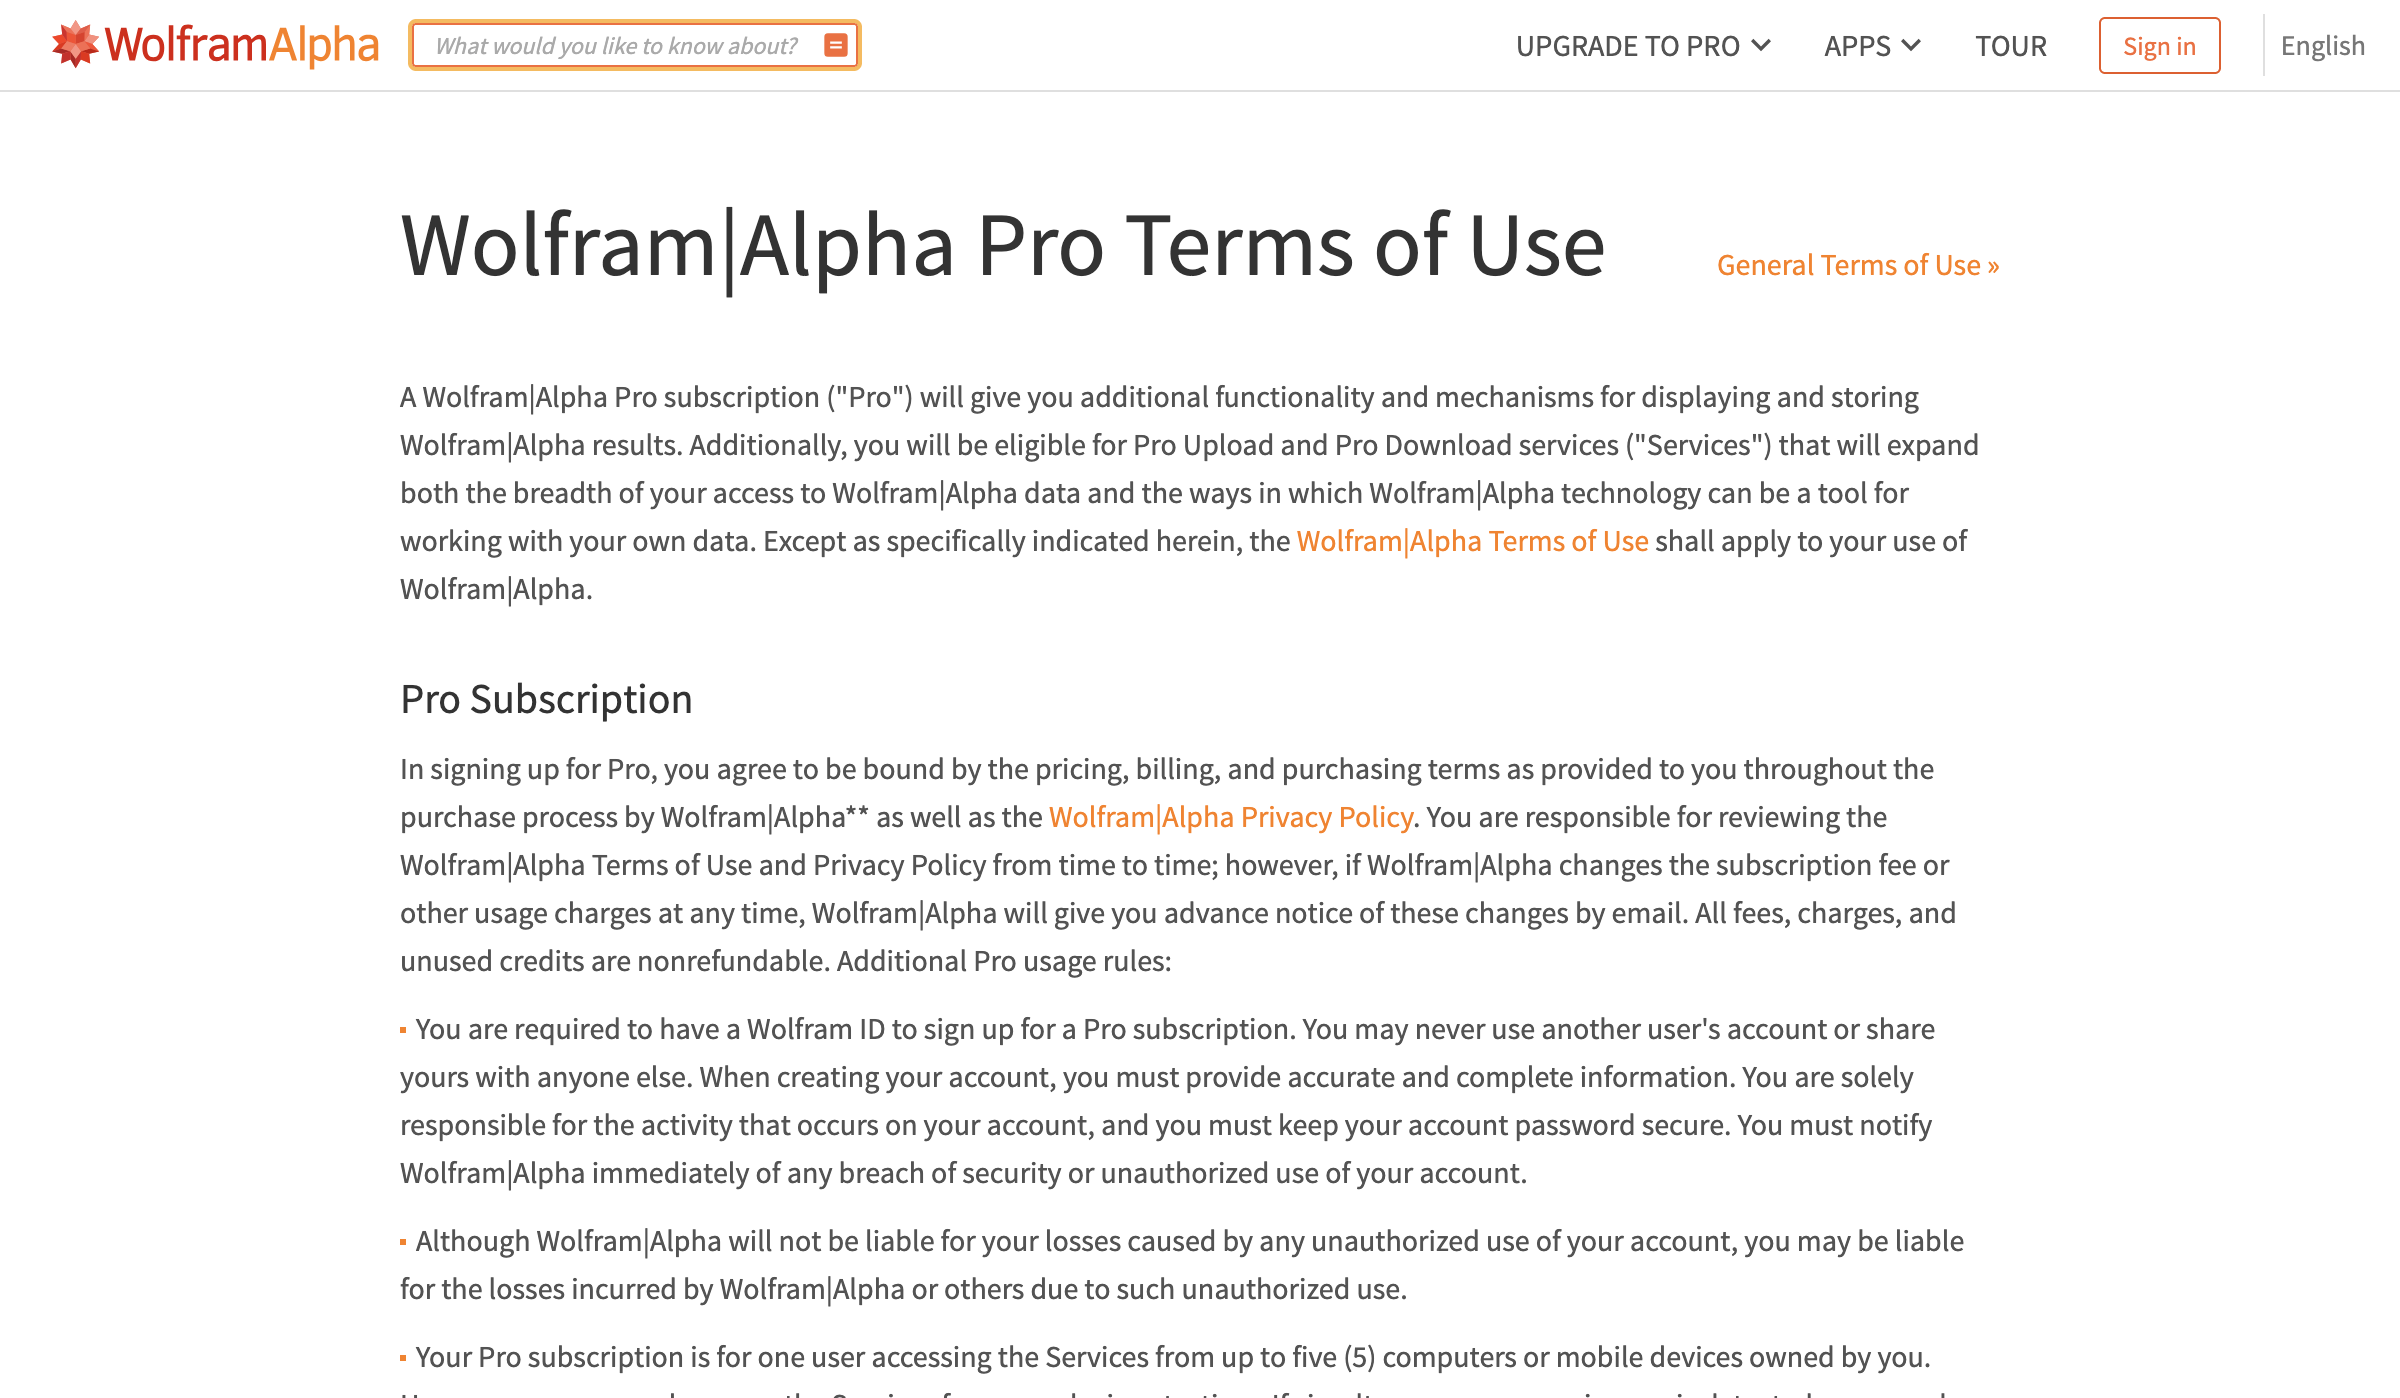 WolframAlpha
What would you like to know about?
UPGRADE TO PRO
APPS
TOUR
Sign in
English
Wolfram|Alpha Pro Terms of Use
General Terms of Use »
A Wolfram|Alpha Pro subscription ("Pro") will give you additional functionality and mechanisms for displaying and storing
Wolfram|Alpha results. Additionally, you will be eligible for Pro Upload and Pro Download services ("Services") that will expand
both the breadth of your access to Wolfram|Alpha data and the ways in which Wolfram|Alpha technology can be a tool for
working with your own data. Except as specifically indicated herein, the Wolfram|Alpha Terms of Use shall apply to your use of
Wolfram|Alpha.
Pro Subscription
In signing up for Pro, you agree to be bound by the pricing, billing, and purchasing terms as provided to you throughout the
purchase process by Wolfram|Alpha** as well as the Wolfram|Alpha Privacy Policy. You are responsible for reviewing the
Wolfram|Alpha Terms of Use and Privacy Policy from time to time; however, if Wolfram|Alpha changes the subscription fee or
other usage charges at any time, Wolfram|Alpha will give you advance notice of these changes by email. All fees, charges, and
unused credits are nonrefundable. Additional Pro usage rules:
▪ You are required to have a Wolfram ID to sign up for a Pro subscription. You may never use another user's account or share
yours with anyone else. When creating your account, you must provide accurate and complete information. You are solely
responsible for the activity that occurs on your account, and you must keep your account password secure. You must notify
Wolfram|Alpha immediately of any breach of security or unauthorized use of your account.
▪ Although Wolfram|Alpha will not be liable for your losses caused by any unauthorized use of your account, you may be liable
for the losses incurred by Wolfram|Alpha or others due to such unauthorized use.
▪ Your Pro subscription is for one user accessing the Services from up to five (5) computers or mobile devices owned by you.